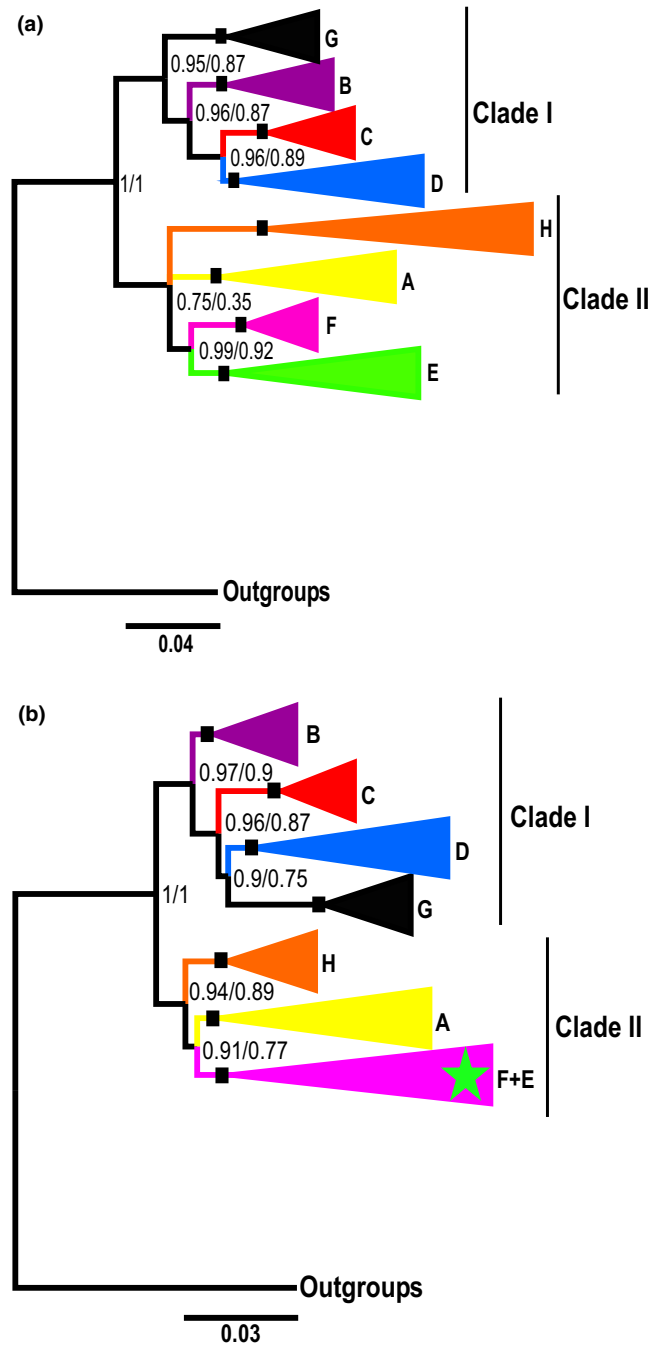 (a)
G
0.95/0.87
B
0.96/0.87
C
Clade I
0.96/0.89
D
1/1
H
A
Clade II
0.75/0.35
F
0.99/0.92
E
Outgroups
0.04
(b)
B
0.97/0.9
C
Clade I
0.96/0.87
D
0.9/0.75
G
1/1
H
0.94/0.89
A
Clade II
0.91/0.77
F+E
Outgroups
0.03